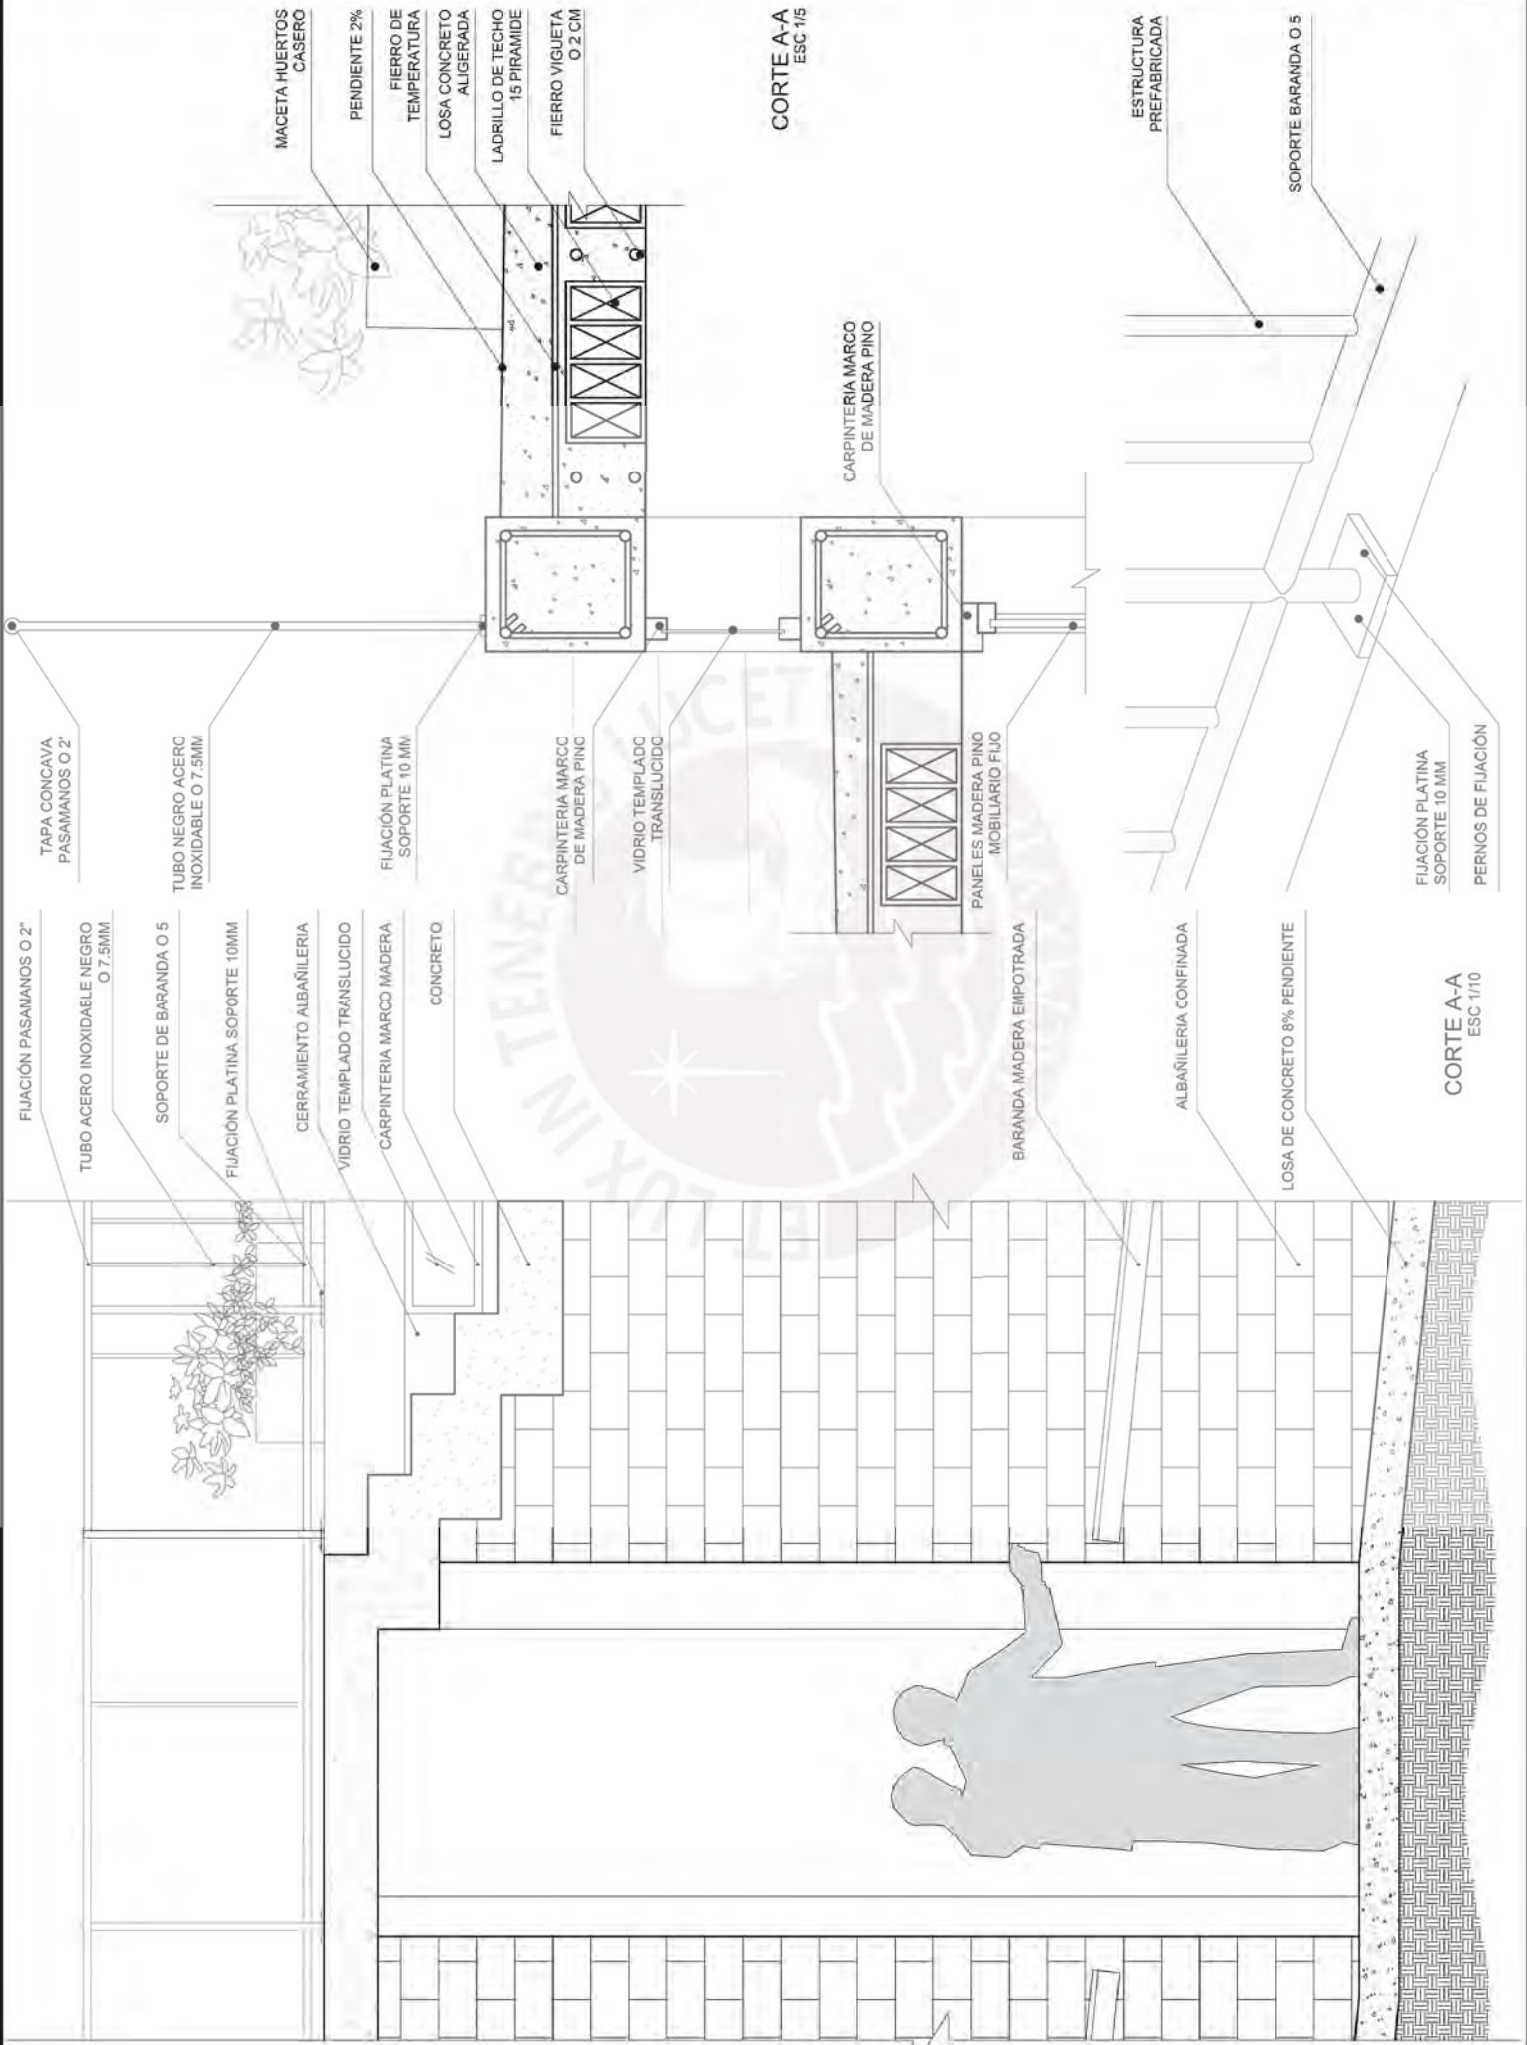 FIJACIÓN PASAMANOS O 2"
TUBO ACERO INOXIDABLE NEGRO
O 7.5MM
SOPORTE DE BARANDA O 5
FIJACIÓN PLATINA SOPORTE 10MM
CERRAMIENTO ALBAÑILERIA
VIDRIO TEMPLADO TRANSLUCIDO
CARPINTERIA MARCO MADERA
CONCRETO
BARANDA MADERA EMPOTRADA
ALBAÑILERIA CONFINADA
LOSA DE CONCRETO 8% PENDIENTE
CORTE A-A
ESC 1/10
TAPA CONCAVA
PASAMANOS O 2'
TUBO NEGRO ACERO
INOXIDABLE O 7.5MM
FIJACIÓN PLATINA
SOPORTE 10 MM
CARPINTERIA MARCO
DE MADERA PINO
VIDRIO TEMPLADO
TRANSLUCIDO
PANELES MADERA PINO
MOBILIARIO FIJO
CARPINTERIA MARCO
DE MADERA PINO
MACETA HUERTOS
CASERO
PENDIENTE 2%
FIERRO DE
TEMPERATURA
LOSA CONCRETO
ALIGERADA
LADRILLO DE TECHO
15 PIRAMIDE
FIERRO VIGUETA
O 2 CM
CORTE A-A
ESC 1/5
ESTRUCTURA
PREFABRICADA
SOPORTE BARANDA O 5
FIJACIÓN PLATINA
SOPORTE 10 MM
PERNOS DE FIJACIÓN
ET LUX IN TENEBRIS LUCET